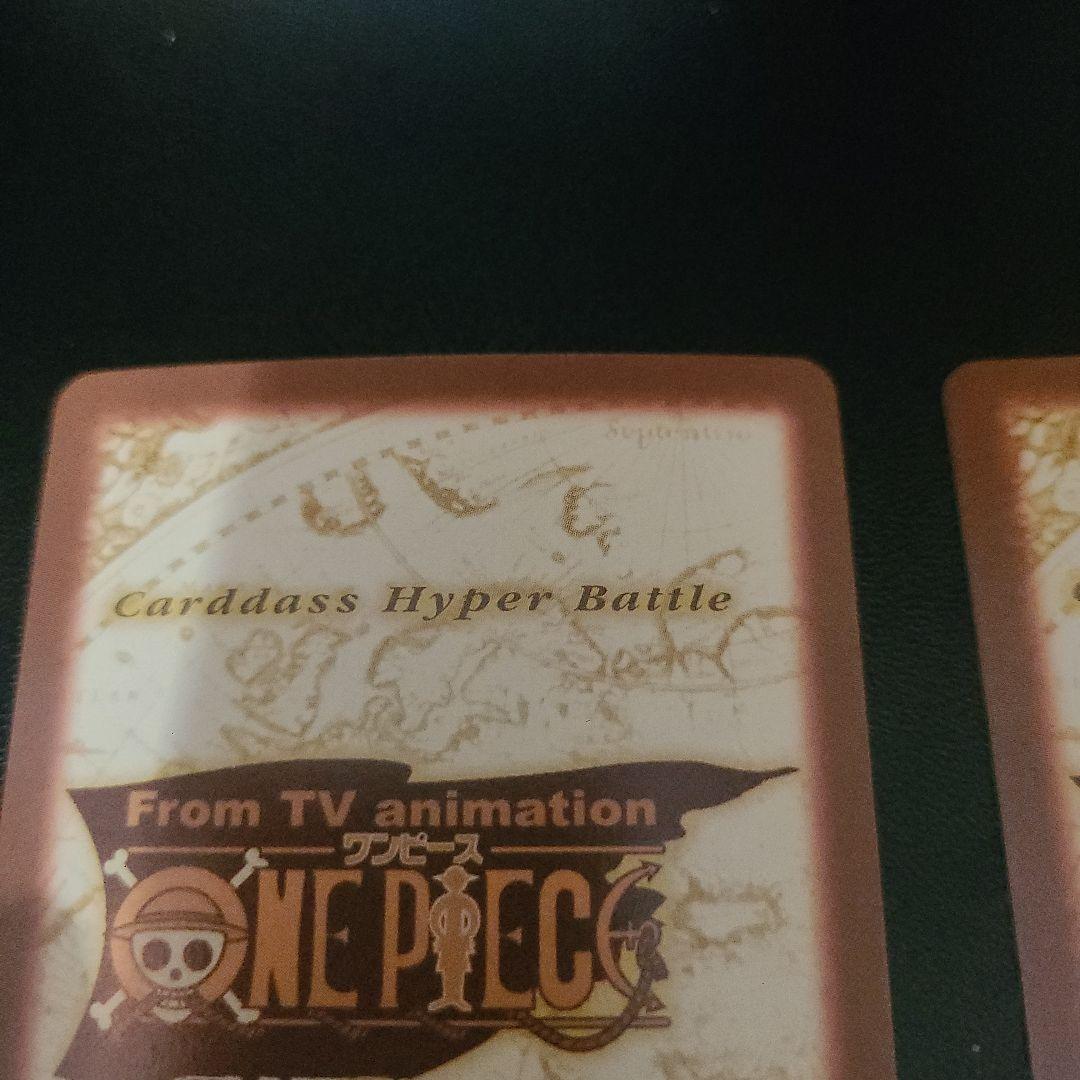 Carddass Hyper Battle
From TV animation
ワンピース
ONE PIECE